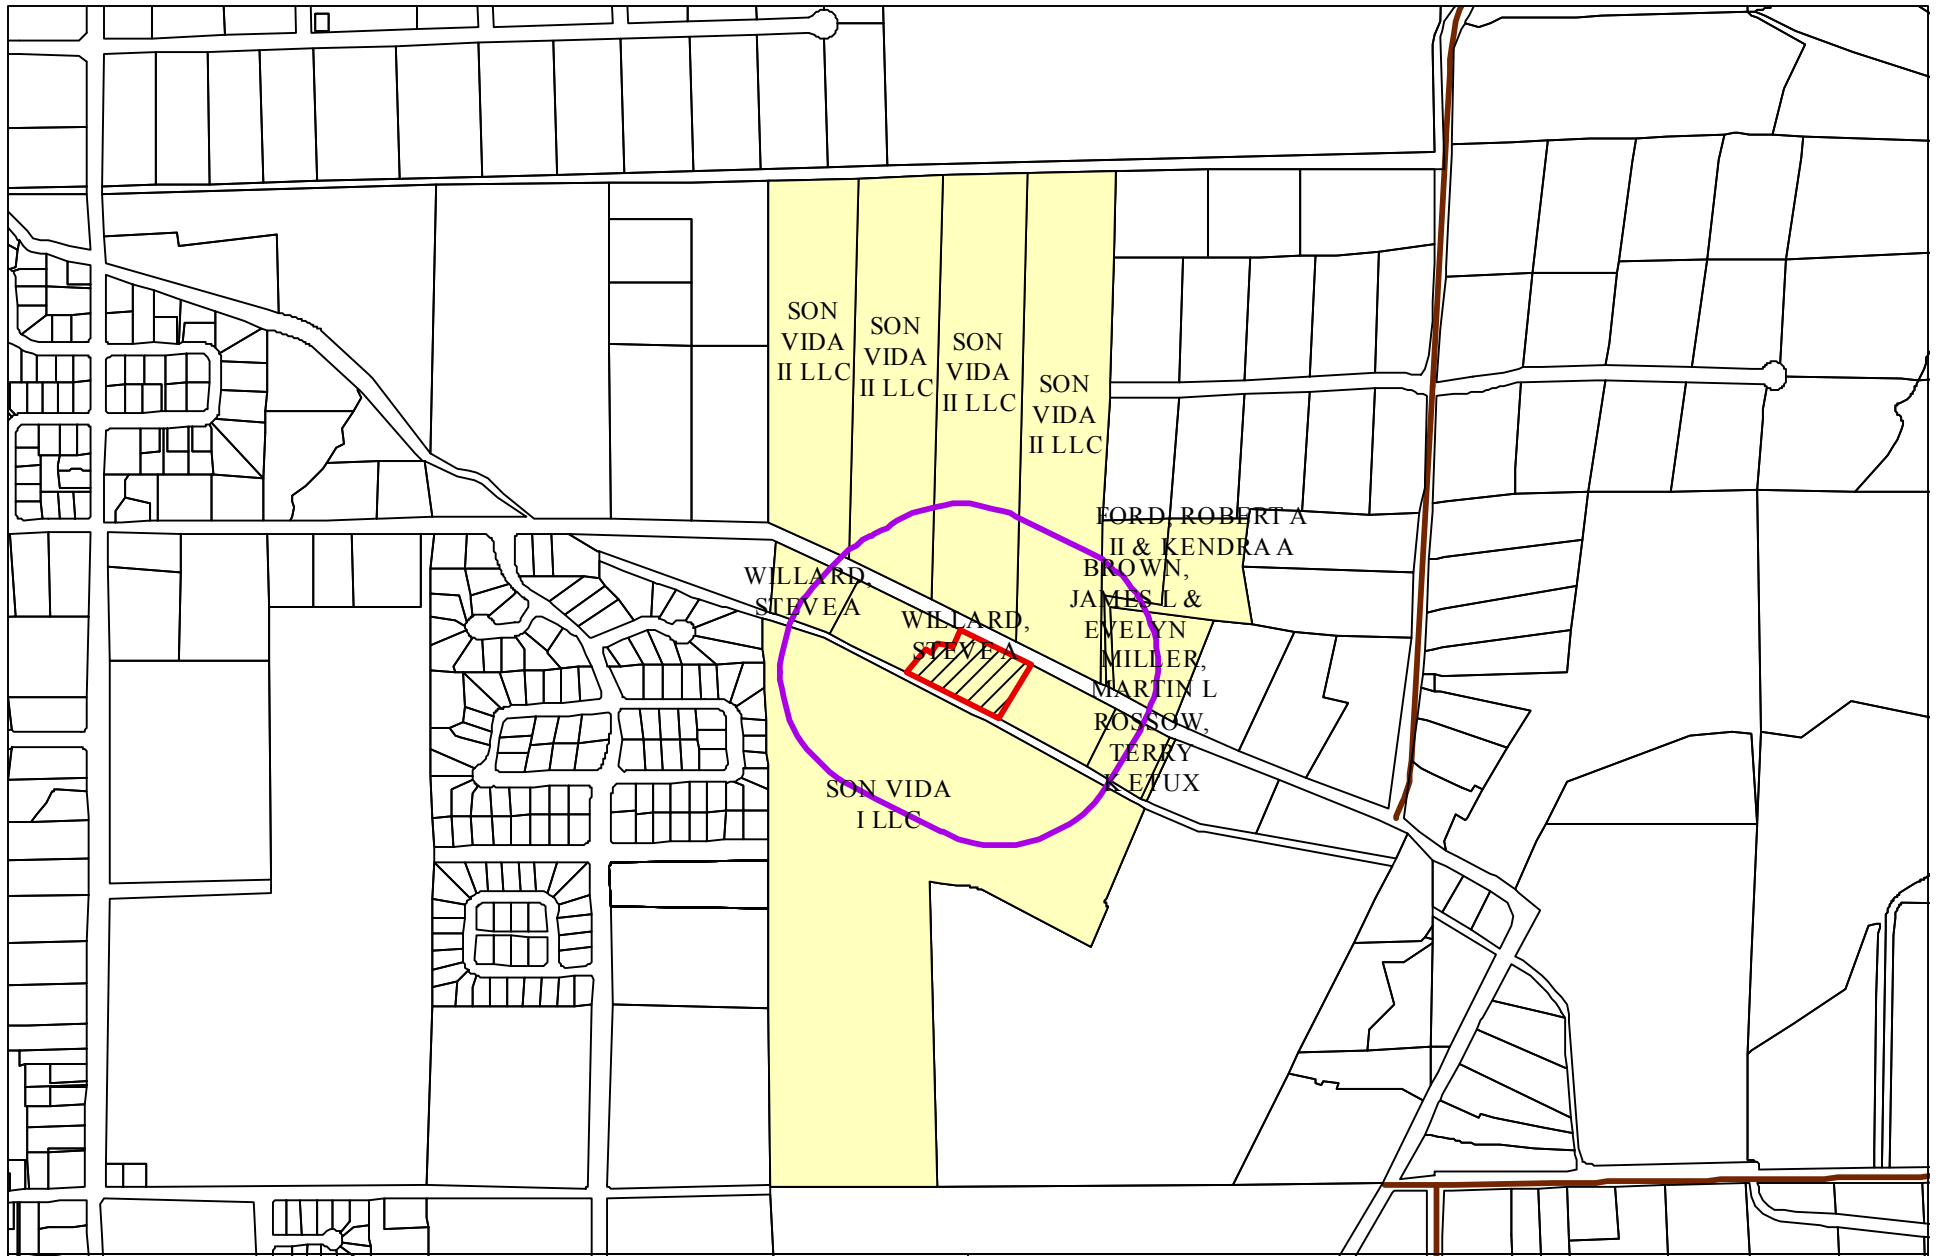 SON
VIDA
II LLC
SON
VIDA
II LLC
SON
VIDA
II LLC
SON
VIDA
II LLC
FORD, ROBERT A
II & KENDRA A
BROWN,
JAMES L &
EVELYN
MILLER,
MARTIN L
ROSSOW,
TERRY
K ETUX
WILLARD,
STEVE A
WILLARD,
STEVE A
SON VIDA
I LLC